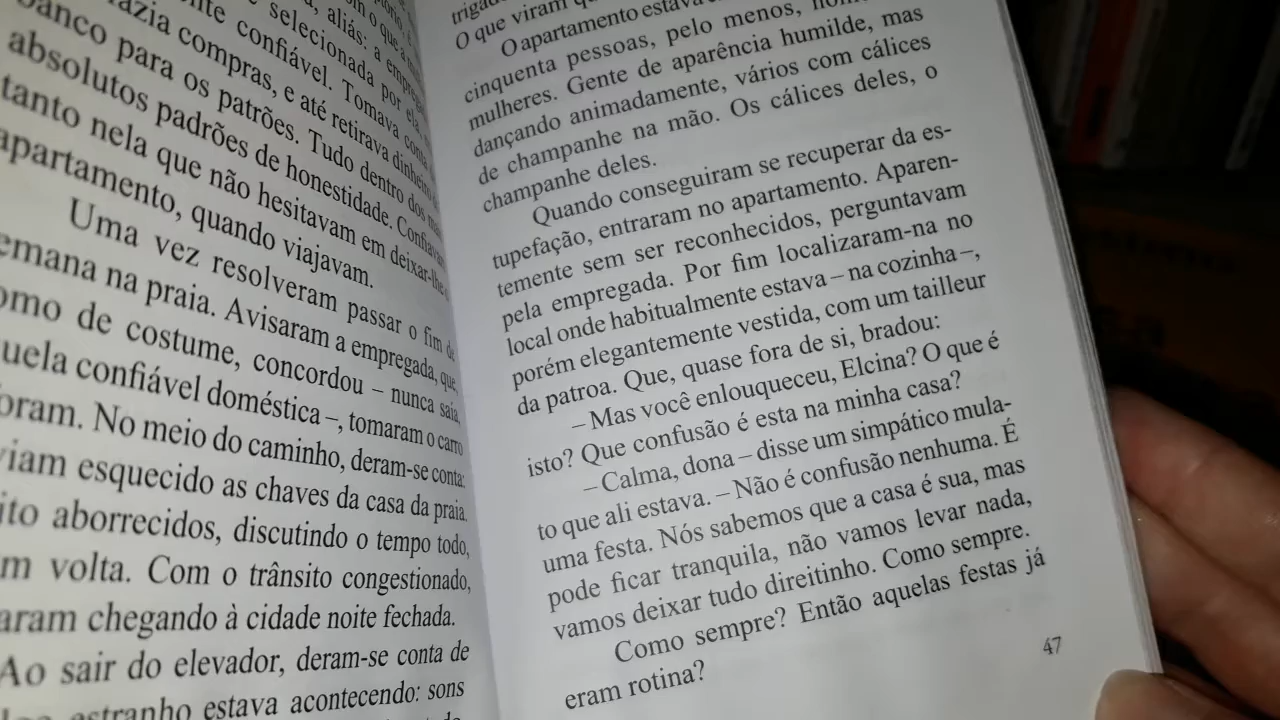 azia compras, e até retirava dinheiro
banco para os patrões. Tudo dentro dos mais
absolutos padrões de honestidade. Confiavam
tanto nela que não hesitavam em deixar-lhe o
apartamento, quando viajavam.
Uma vez resolveram passar o fim de
emana na praia. Avisaram a empregada, que,
omo de costume, concordou – nunca saía,
uela confiável doméstica –, tomaram o carro
oram. No meio do caminho, deram-se conta:
viam esquecido as chaves da casa da praia.
ito aborrecidos, discutindo o tempo todo,
m volta. Com o trânsito congestionado,
aram chegando à cidade noite fechada.
Ao sair do elevador, deram-se conta de
estranho estava acontecendo: sons
O que viram
O apartamento estava
cinquenta pessoas, pelo menos,
mulheres. Gente de aparência humilde, mas
dançando animadamente, vários com cálices
de champanhe na mão. Os cálices deles, o
champanhe deles.
Quando conseguiram se recuperar da es-
tupefação, entraram no apartamento. Aparen-
temente sem ser reconhecidos, perguntavam
pela empregada. Por fim localizaram-na no
local onde habitualmente estava – na cozinha –,
porém elegantemente vestida, com um tailleur
da patroa. Que, quase fora de si, bradou:
– Mas você enlouqueceu, Elcina? O que é
isto? Que confusão é esta na minha casa?
– Calma, dona – disse um simpático mula-
to que ali estava. – Não é confusão nenhuma. É
uma festa. Nós sabemos que a casa é sua, mas
pode ficar tranquila, não vamos levar nada,
vamos deixar tudo direitinho. Como sempre.
Como sempre? Então aquelas festas já
eram rotina?
47